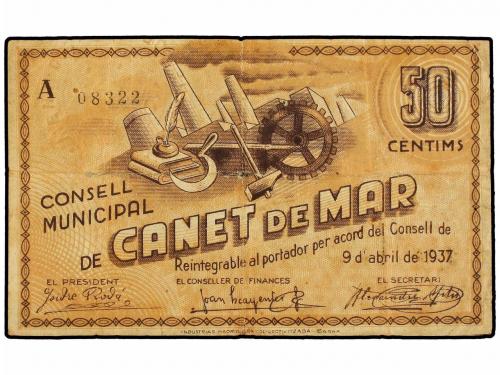 A 08322
50
CENTIMS
CONSELL
MUNICIPAL
DE CANET DE MAR
Reintegrable al portador per acord del Consell de
9 d'abril de 1937
EL PRESIDENT EL CONSELLER DE FINANCES EL SECRETARI